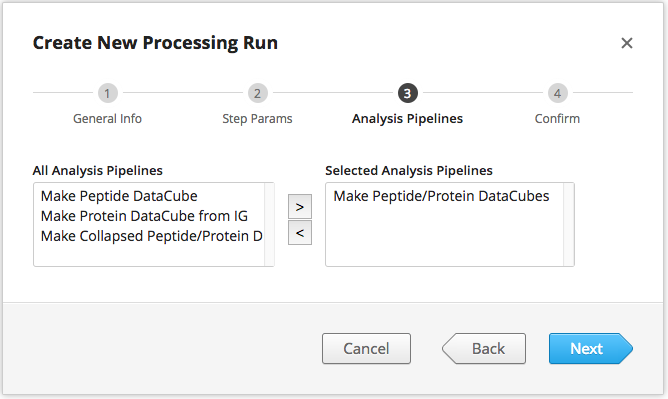 Create New Processing Run
×
1
2
3
4
General Info
Step Params
Analysis Pipelines
Confirm
All Analysis Pipelines
Make Peptide DataCube
Make Protein DataCube from IG
Make Collapsed Peptide/Protein D
>
<
Selected Analysis Pipelines
Make Peptide/Protein DataCubes
Cancel
Back
Next